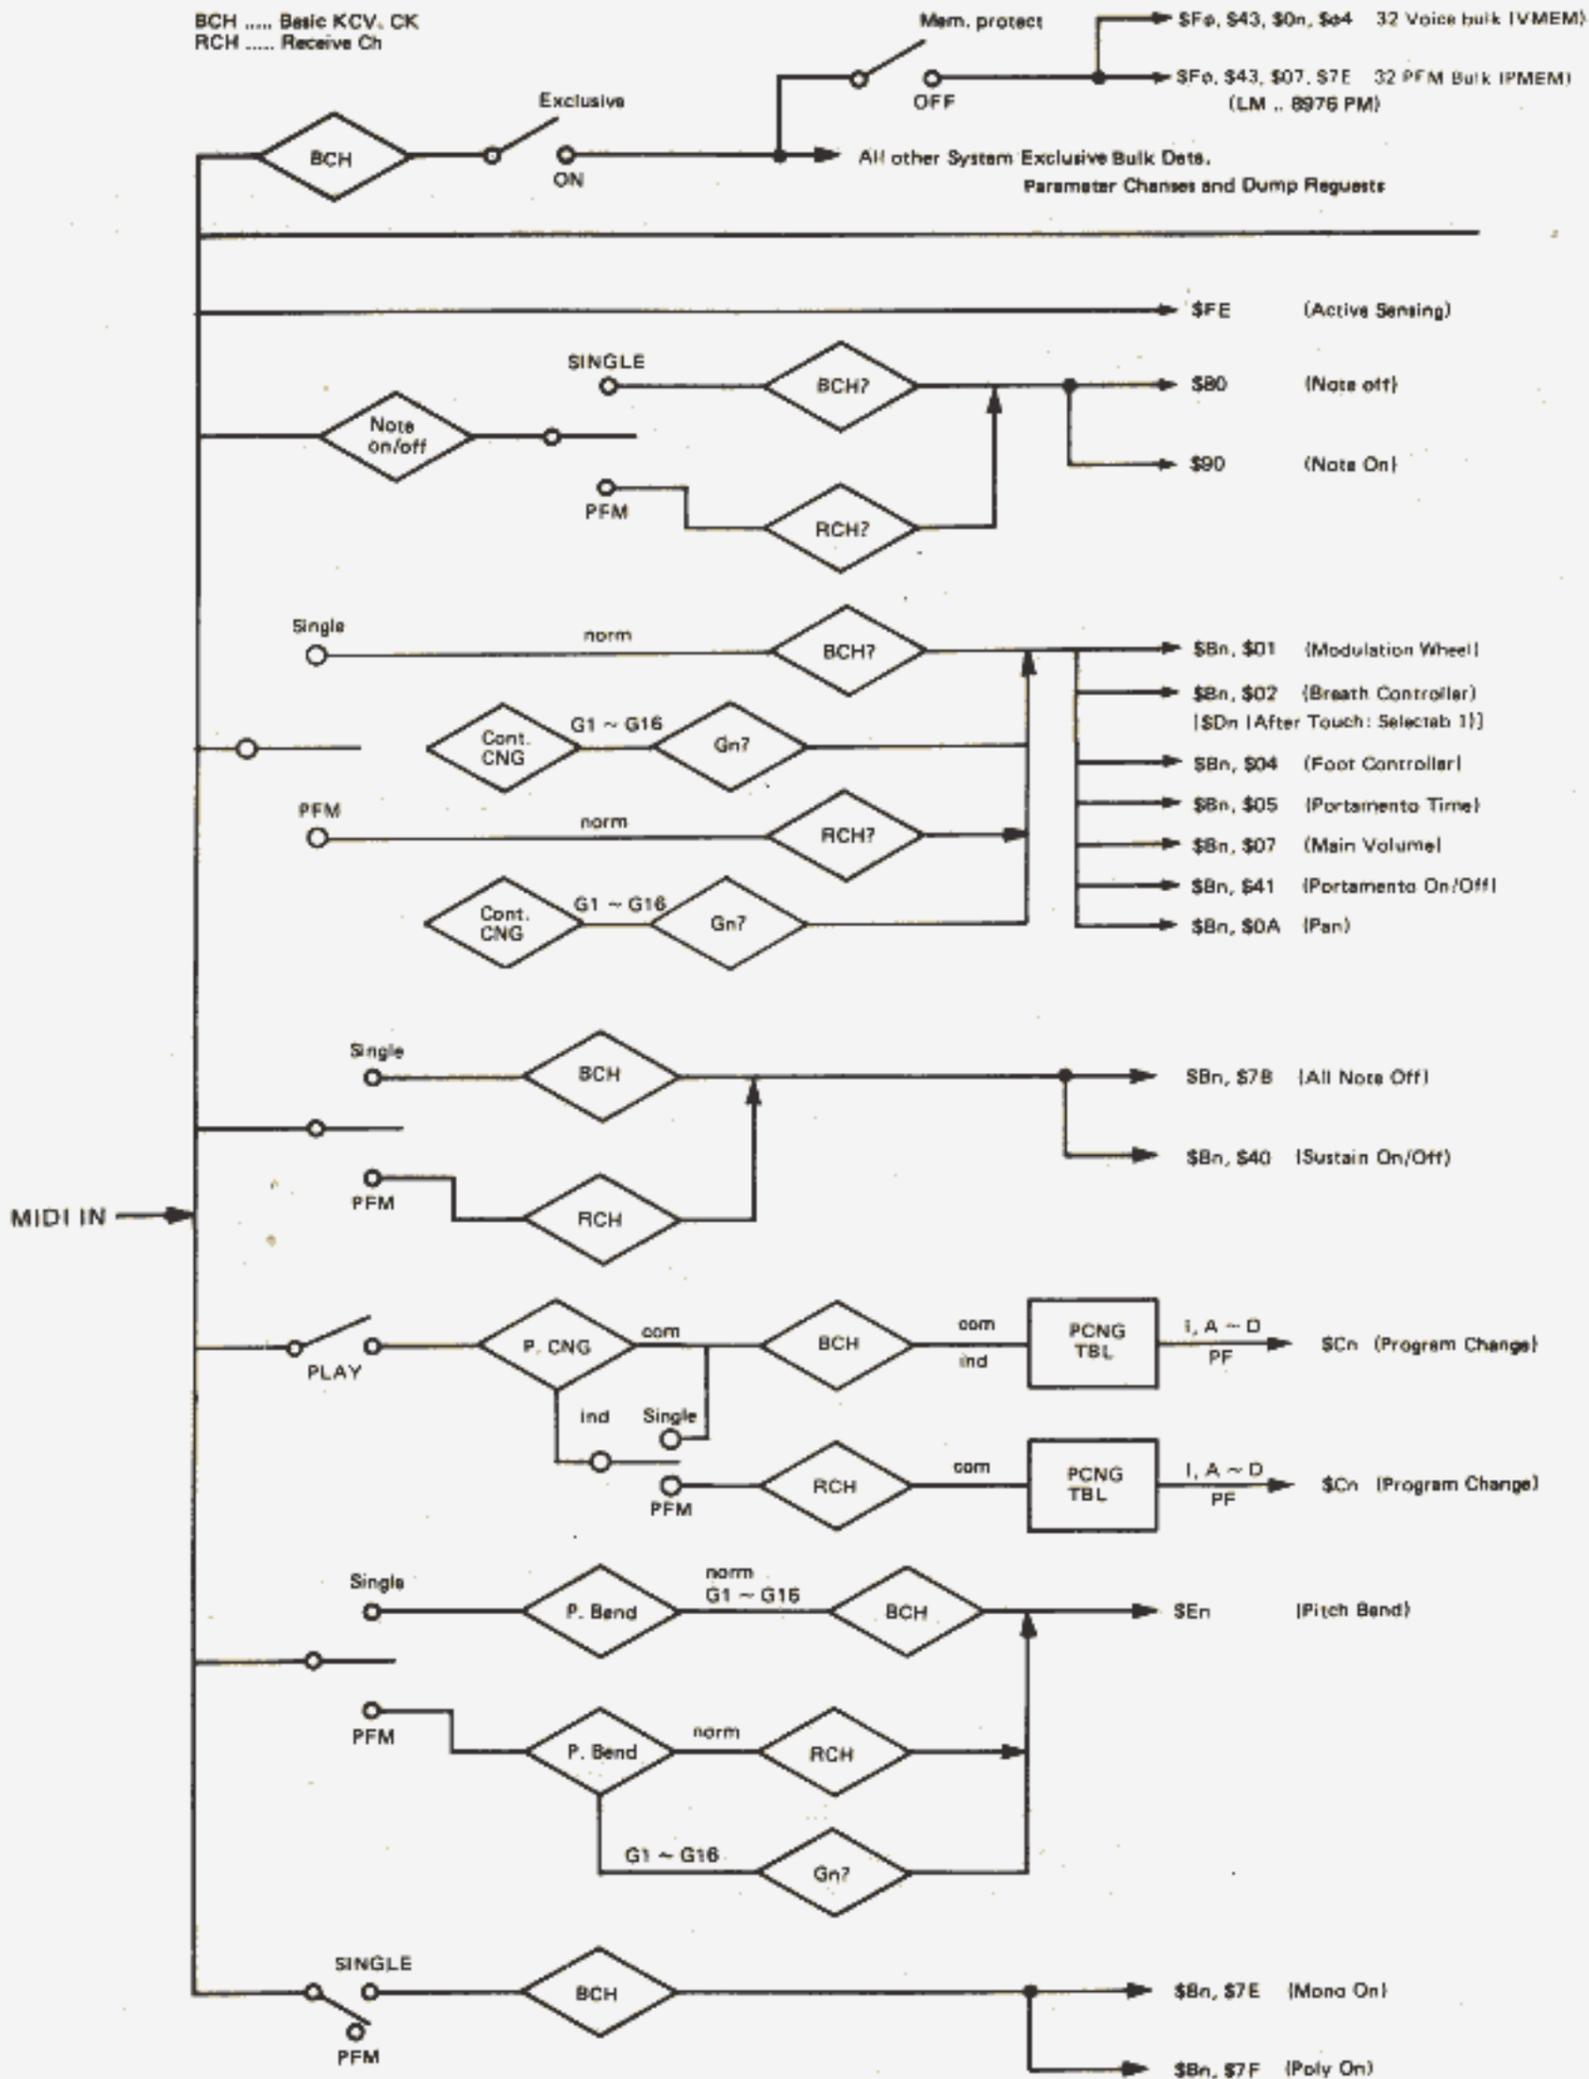 BCH ..... Basic KCV. CK
RCH ..... Receive Ch
Mem. protect
OFF
$Fø, $43, $0n, $ø4 32 Voice bulk (VMEM)
$Fø, $43, $07, $7E 32 PFM Bulk (PMEM)
(LM .. 8976 PM)
BCH
Exclusive
ON
All other System Exclusive Bulk Data.
Parameter Changes and Dump Reguests
$FE (Active Sensing)
Note
on/off
SINGLE
PFM
BCH?
RCH?
$80 (Note off)
$90 (Note On)
Single
norm
BCH?
Cont.
CNG
G1 ~ G16
Gn?
PFM
norm
RCH?
Cont.
CNG
G1 ~ G16
Gn?
$Bn, $01 (Modulation Wheel)
$Bn, $02 (Breath Controller)
[$Dn (After Touch: Selectab 1)]
$Bn, $04 (Foot Controller)
$Bn, $05 (Portamento Time)
$Bn, $07 (Main Volume)
$Bn, $41 (Portamento On/Off)
$Bn, $0A (Pan)
Single
BCH
PFM
RCH
$Bn, $7B (All Note Off)
$Bn, $40 (Sustain On/Off)
MIDI IN
PLAY
P. CNG
com
BCH
com
ind
PCNG
TBL
I, A ~ D
PF
$Cn (Program Change)
ind
Single
PFM
RCH
com
PCNG
TBL
I, A ~ D
PF
$Cn (Program Change)
Single
P. Bend
norm
G1 ~ G16
BCH
$En (Pitch Bend)
PFM
P. Bend
norm
RCH
G1 ~ G16
Gn?
SINGLE
PFM
BCH
$Bn, $7E (Mono On)
$Bn, $7F (Poly On)